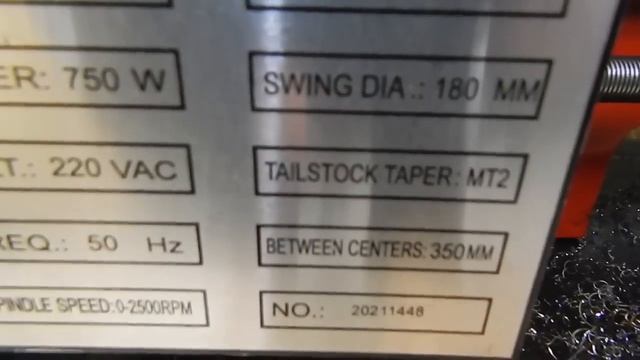 ER: 750 W
SWING DIA.: 180 MM
T.: 220 VAC
TAILSTOCK TAPER: MT2
REQ.: 50 Hz
BETWEEN CENTERS: 350MM
PINDLE SPEED:0-2500RPM
NO.: 20211448